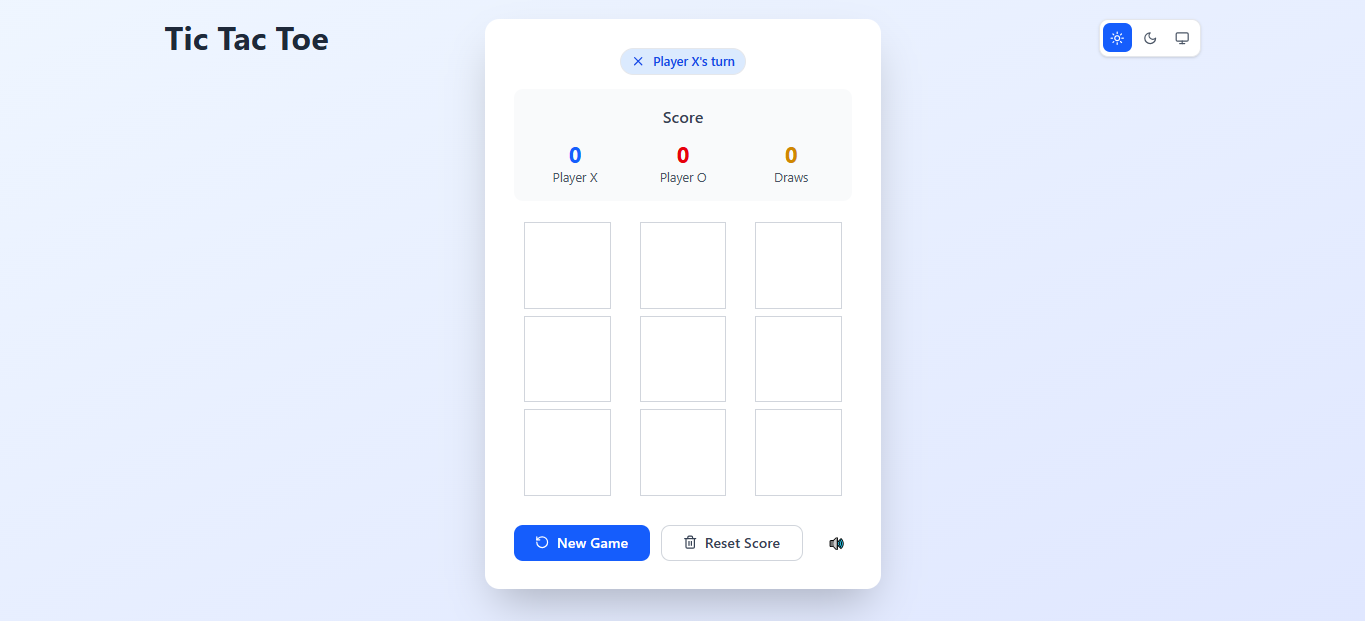 Tic Tac Toe
Player X's turn
Score
0 0 0
Player X Player O Draws
New Game Reset Score